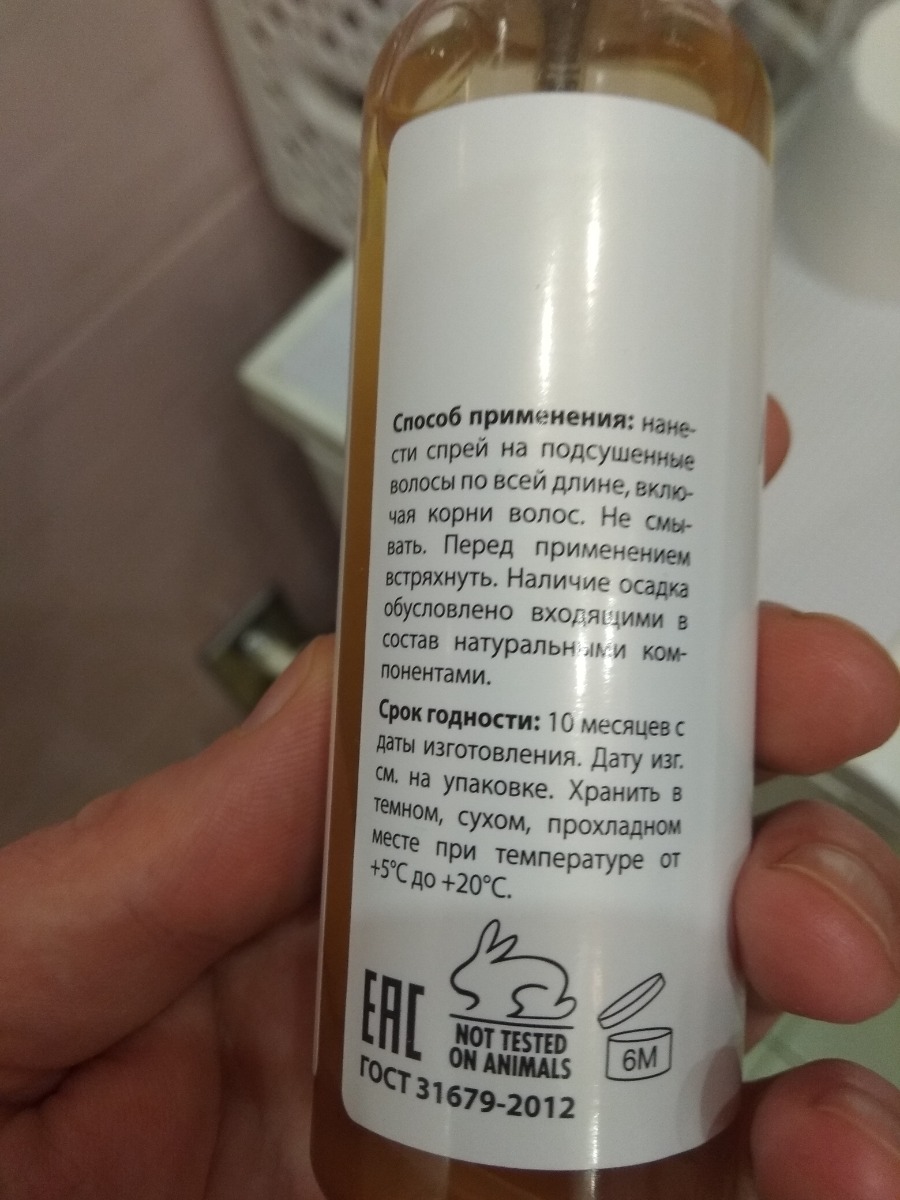 Способ применения: нане-
сти спрей на подсушенные
волосы по всей длине, вклю-
чая корни волос. Не смы-
вать. Перед применением
встряхнуть. Наличие осадка
обусловлено входящими в
состав натуральными ком-
понентами.
Срок годности: 10 месяцев с
даты изготовления. Дату изг.
см. на упаковке. Хранить в
темном, сухом, прохладном
месте при температуре от
+5°C до +20°C.
EAC
NOT TESTED
ON ANIMALS
6M
ГОСТ 31679-2012